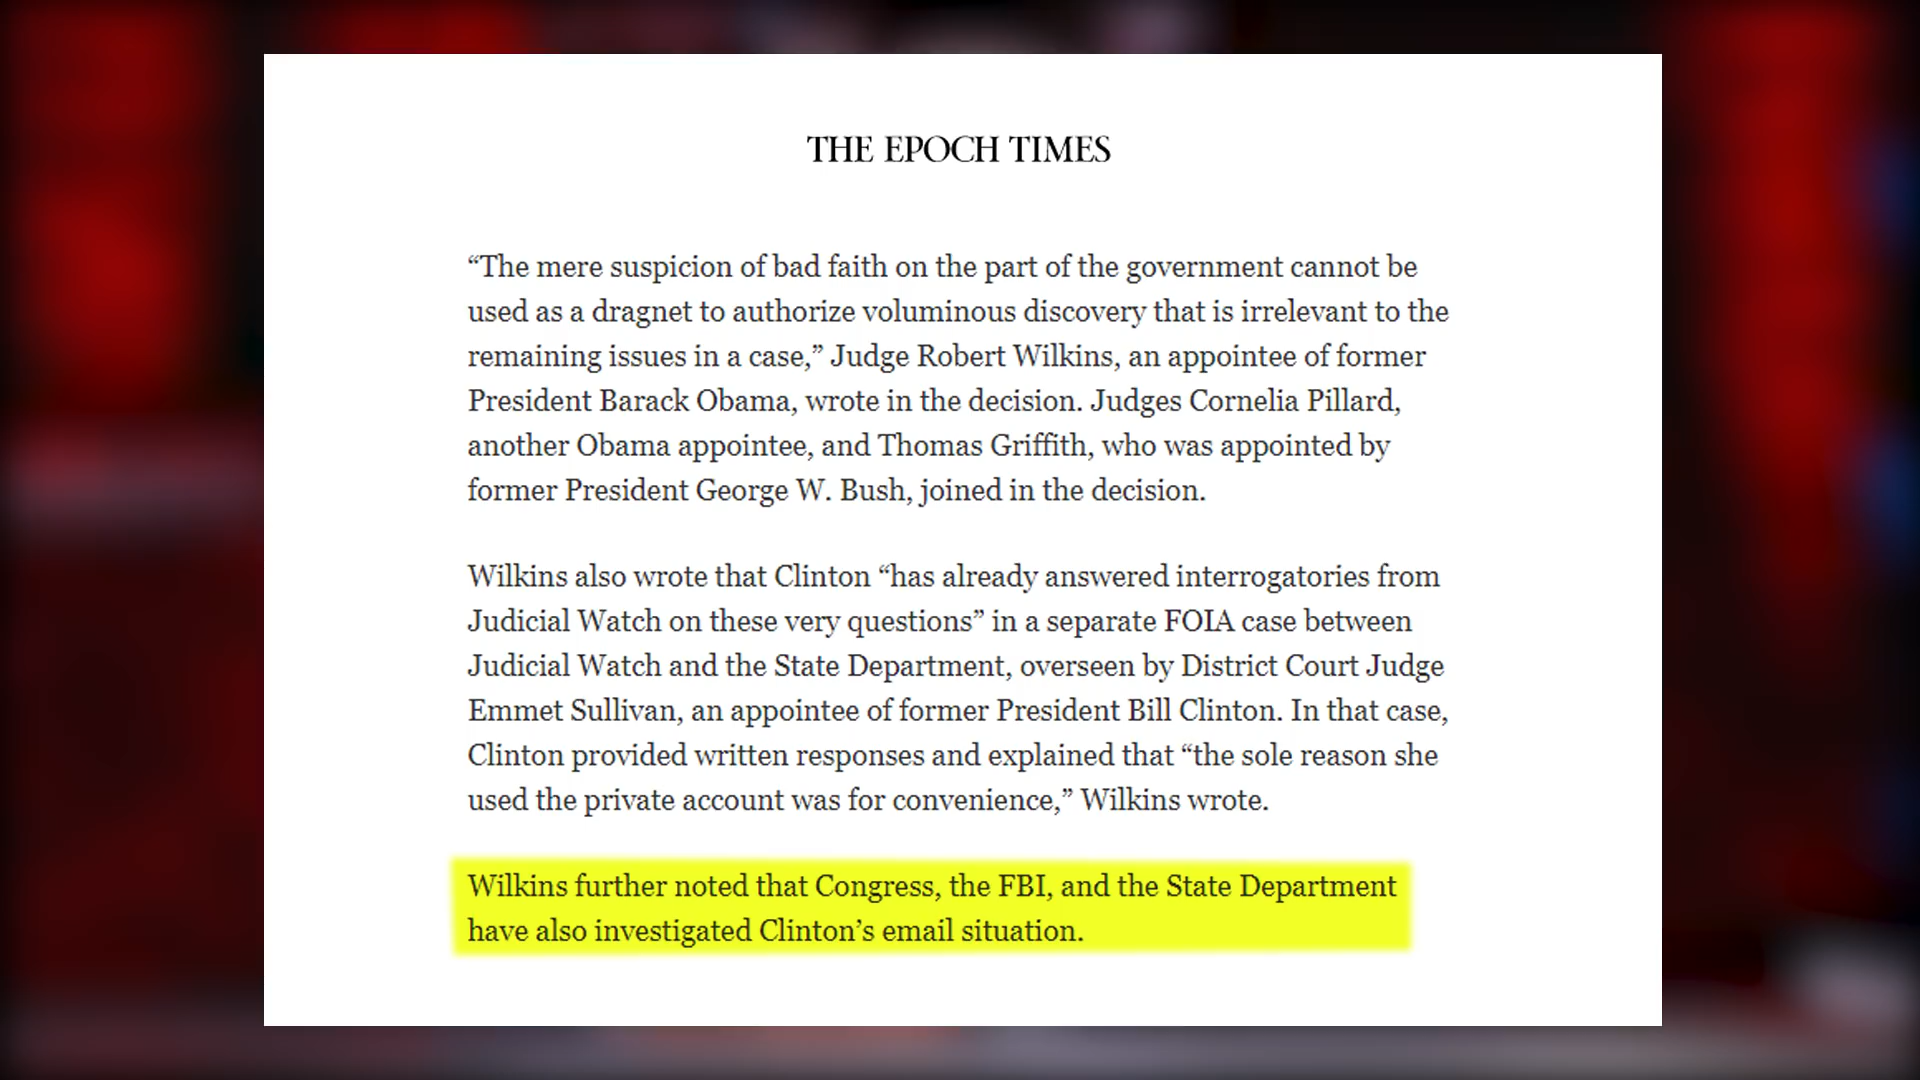 THE EPOCH TIMES
“The mere suspicion of bad faith on the part of the government cannot be
used as a dragnet to authorize voluminous discovery that is irrelevant to the
remaining issues in a case,” Judge Robert Wilkins, an appointee of former
President Barack Obama, wrote in the decision. Judges Cornelia Pillard,
another Obama appointee, and Thomas Griffith, who was appointed by
former President George W. Bush, joined in the decision.
Wilkins also wrote that Clinton “has already answered interrogatories from
Judicial Watch on these very questions” in a separate FOIA case between
Judicial Watch and the State Department, overseen by District Court Judge
Emmet Sullivan, an appointee of former President Bill Clinton. In that case,
Clinton provided written responses and explained that “the sole reason she
used the private account was for convenience,” Wilkins wrote.
Wilkins further noted that Congress, the FBI, and the State Department
have also investigated Clinton’s email situation.